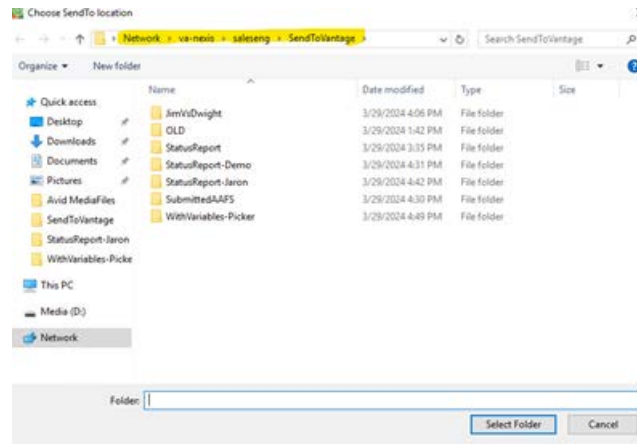 Choose SendTo location
Network › va-nexis › saleseng › SendToVantage ›
Search SendToVantage
Organize
New folder
Name Date modified Type Size
Quick access
Desktop
Downloads
Documents
Pictures
Avid MediaFiles
SendToVantage
StatusReport-Jaron
WithVariables-Picke
This PC
Media (D:)
Network
JimVsDwight 3/29/2024 4:06 PM File folder
OLD 3/29/2024 1:42 PM File folder
StatusReport 3/29/2024 3:35 PM File folder
StatusReport-Demo 3/29/2024 4:31 PM File folder
StatusReport-Jaron 3/29/2024 4:42 PM File folder
SubmittedAAFS 3/29/2024 4:30 PM File folder
WithVariables-Picker 3/29/2024 4:49 PM File folder
Folder:
Select Folder
Cancel